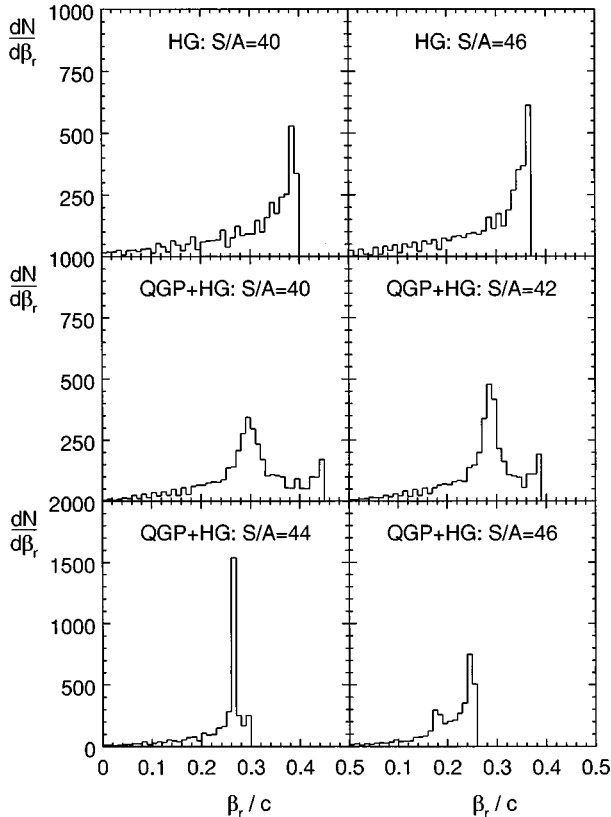 1000
dN
dβr
HG: S/A=40
HG: S/A=46
750
500
250
1000
dN
dβr
QGP+HG: S/A=40
QGP+HG: S/A=42
750
500
250
2000
dN
dβr
QGP+HG: S/A=44
QGP+HG: S/A=46
1500
1000
500
0
0 0.1 0.2 0.3 0.4 0.5 0.1 0.2 0.3 0.4 0.5
βr / c βr / c